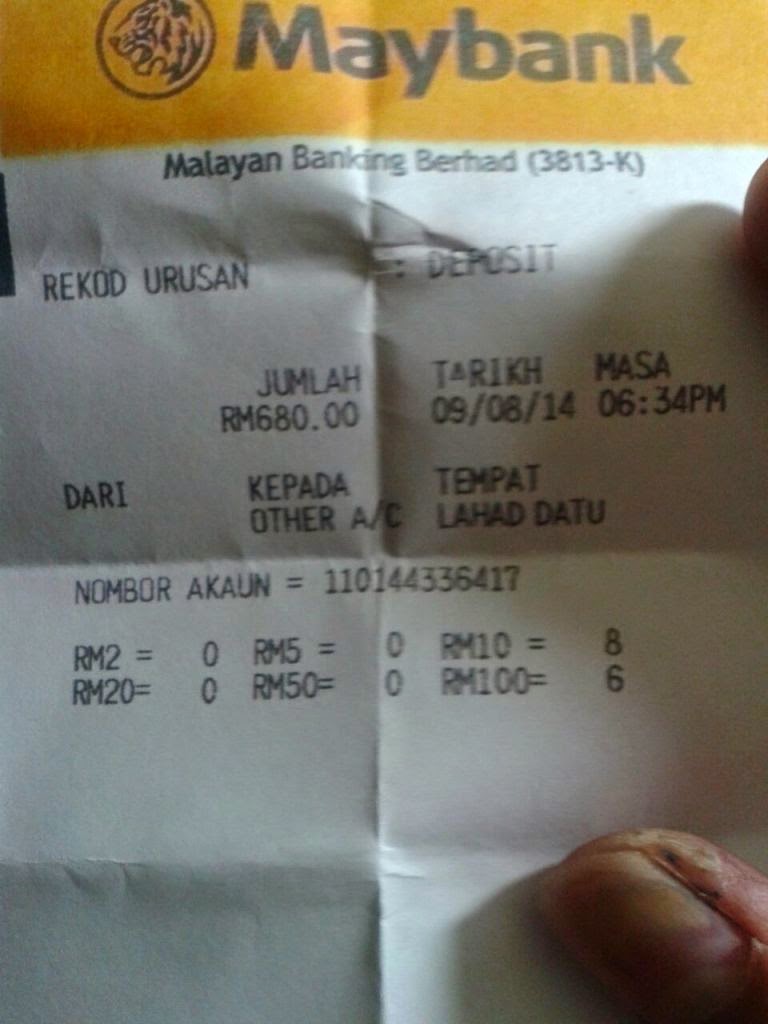 Maybank
Malayan Banking Berhad (3813-K)
REKOD URUSAN : DEPOSIT
JUMLAH TARIKH MASA
RM680.00 09/08/14 06:34PM
DARI KEPADA TEMPAT
OTHER A/C LAHAD DATU
NOMBOR AKAUN = 110144336417
RM2 = 0 RM5 = 0 RM10 = 8
RM20= 0 RM50= 0 RM100= 6